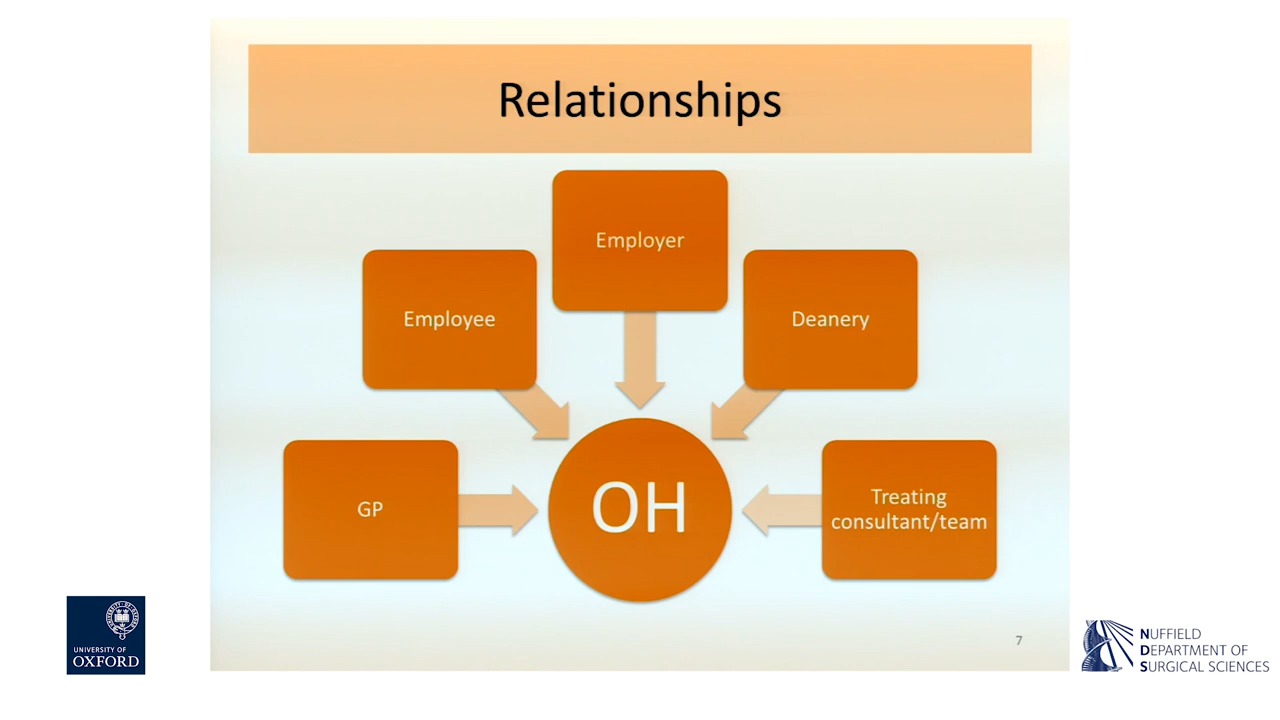 Relationships
Employer
Employee
Deanery
GP
OH
Treating
consultant/team
7
UNIVERSITY OF
OXFORD
NUFFIELD
DEPARTMENT OF
SURGICAL SCIENCES